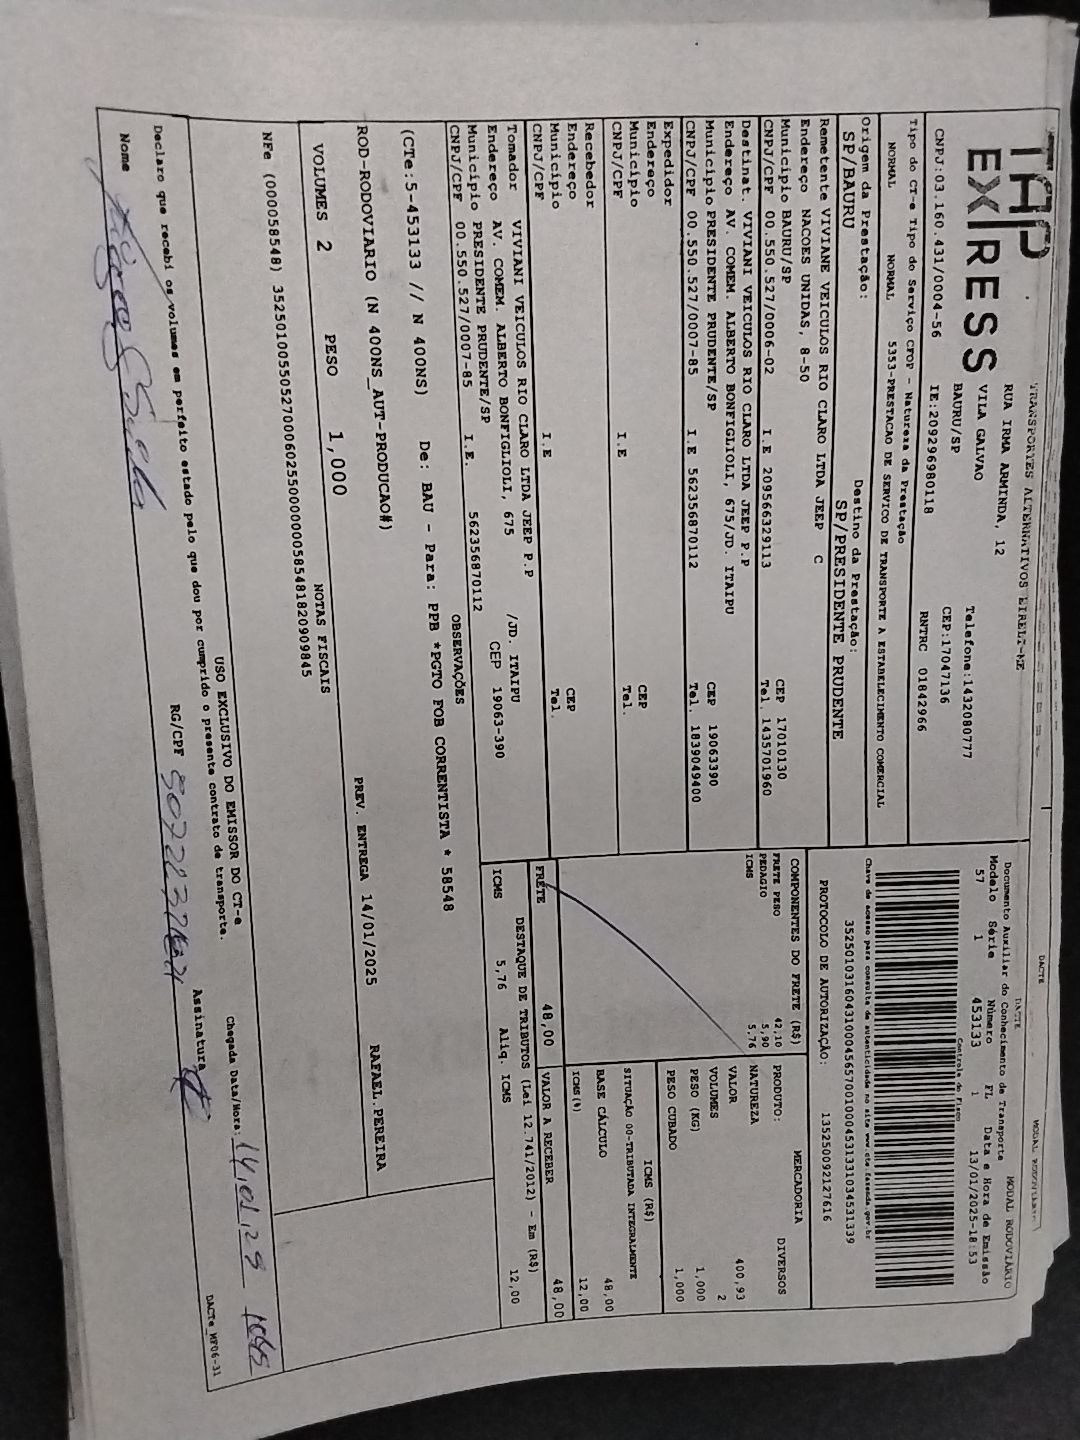 TAP
EX|RESS
TRANSPORTES ALTERNATIVOS EIRELI-ME
RUA IRMA ARMINDA, 12
VILA GALVAO
BAURU/SP
Telefone:1432080777
CEP:17047136
CNPJ:03.160.431/0004-56 IE:209296980118 RNTRC 01842966
Tipo do CT-e Tipo do Serviço CFOP - Natureza da Prestação
NORMAL NORMAL 5353-PRESTACAO DE SERVICO DE TRANSPORTE A ESTABELECIMENTO COMERCIAL
Origem da Prestação: Destino da Prestação:
SP/BAURU SP/PRESIDENTE PRUDENTE
Remetente VIVIANE VEICULOS RIO CLARO LTDA JEEP C
Endereço NACOES UNIDAS, 8-50
Municipio BAURU/SP CEP 17010130
CNPJ/CPF 00.550.527/0006-02 I.E 209566329113 Tel. 1435701960
Destinat. VIVIANI VEICULOS RIO CLARO LTDA JEEP P.P
Endereço AV. COMEM. ALBERTO BONFIGLIOLI, 675/JD. ITAIPU
Municipio PRESIDENTE PRUDENTE/SP CEP 19063390
CNPJ/CPF 00.550.527/0007-85 I.E 562356870112 Tel. 1839049400
Expedidor
Endereço
Municipio CEP
CNPJ/CPF I.E Tel.
Recebedor
Endereço
Municipio CEP
CNPJ/CPF I.E Tel.
Tomador VIVIANI VEICULOS RIO CLARO LTDA JEEP P.P
Endereço AV. COMEM. ALBERTO BONFIGLIOLI, 675 /JD. ITAIPU
Municipio PRESIDENTE PRUDENTE/SP CEP 19063-390
CNPJ/CPF 00.550.527/0007-85 I.E. 562356870112
DACTE MODAL RODOVIÁRIO
DACTE MODAL RODOVIÁRIO
Documento Auxiliar do Conhecimento de Transporte
Modelo Série Número FL Data e Hora de Emissão
57 1 453133 1 13/01/2025-18:53
Controle do Fisco
Chave de acesso para consulta de autenticidade no site www.cte.fazenda.gov.br
35250103160431000456570010004531331034531339
PROTOCOLO DE AUTORIZAÇÃO: 135250092127616
COMPONENTES DO FRETE (R$)
FRETE PESO 42,10
PEDAGIO 5,90
ICMS 5,76
PRODUTO: MERCADORIA
NATUREZA DIVERSOS
VALOR 400,93
VOLUMES 2
PESO (KG) 1,000
PESO CUBADO 1,000
ICMS (R$)
SITUAÇÃO 00-TRIBUTADA INTEGRALMENTE
BASE CÁLCULO 48,00
ICMS(%) 12,00
FRETE 48,00 VALOR A RECEBER 48,00
DESTAQUE DE TRIBUTOS (Lei 12.741/2012) - Em (R$)
ICMS 5,76 Aliq. ICMS 12,00
OBSERVAÇÕES
(CTe:5-453133 // N 400NS) De: BAU - Para: PPB *PGTO FOB CORRENTISTA * 58548
ROD-RODOVIARIO (N 400NS_AUT-PRODUCAO#)
PREV. ENTREGA 14/01/2025 RAFAEL.PEREIRA
VOLUMES 2 PESO 1,000
NOTAS FISCAIS
NFe (000058548) 35250100550527000602550000000585481820909845
USO EXCLUSIVO DO EMISSOR DO CT-e
Declaro que recebi os volumes em perfeito estado pelo que dou por cumprido o presente contrato de transporte.
Chegada Data/Hora: 14,01,25 1045
Nome RG/CPF Assinatura
DACTe_MF06-31